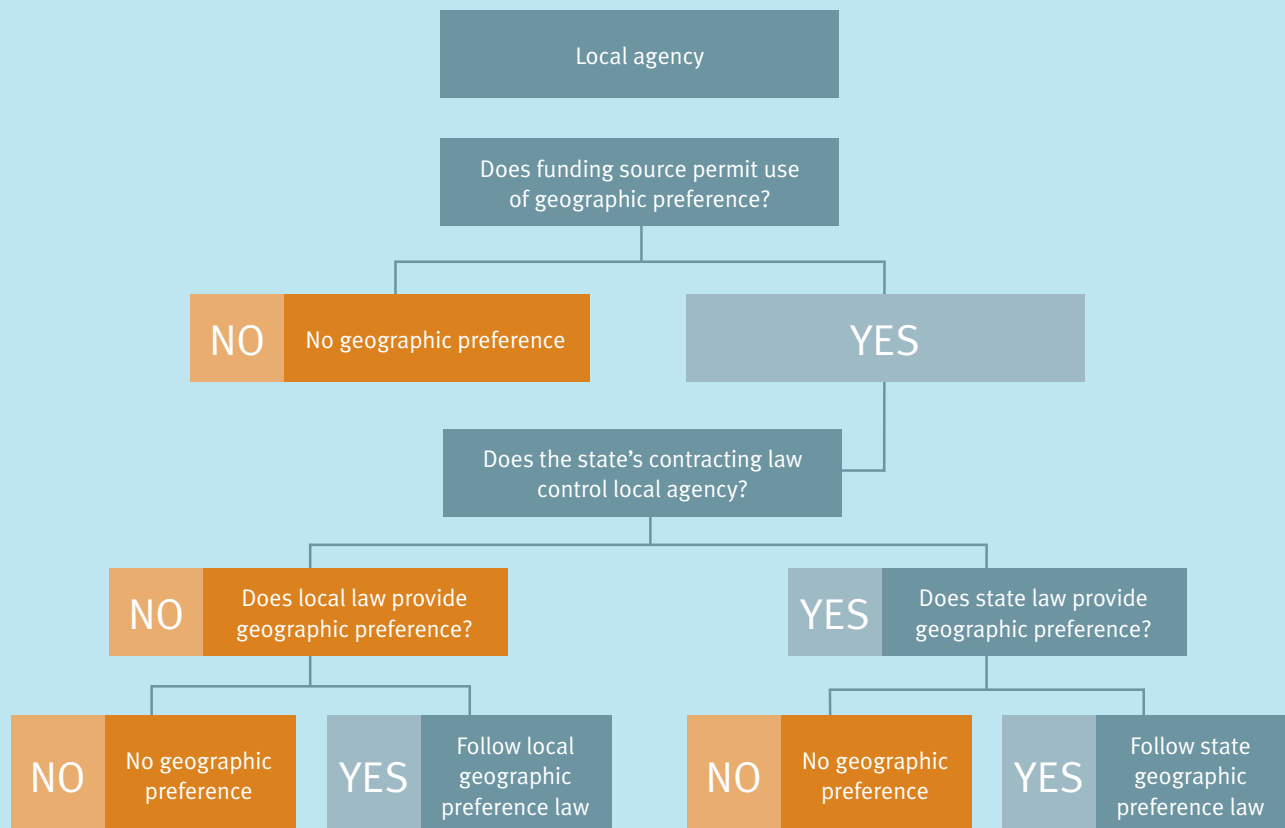 Local agency
Does funding source permit use
of geographic preference?
NO
No geographic preference
YES
Does the state’s contracting law
control local agency?
NO
Does local law provide
geographic preference?
YES
Does state law provide
geographic preference?
NO
No geographic
preference
YES
Follow local
geographic
preference law
NO
No geographic
preference
YES
Follow state
geographic
preference law